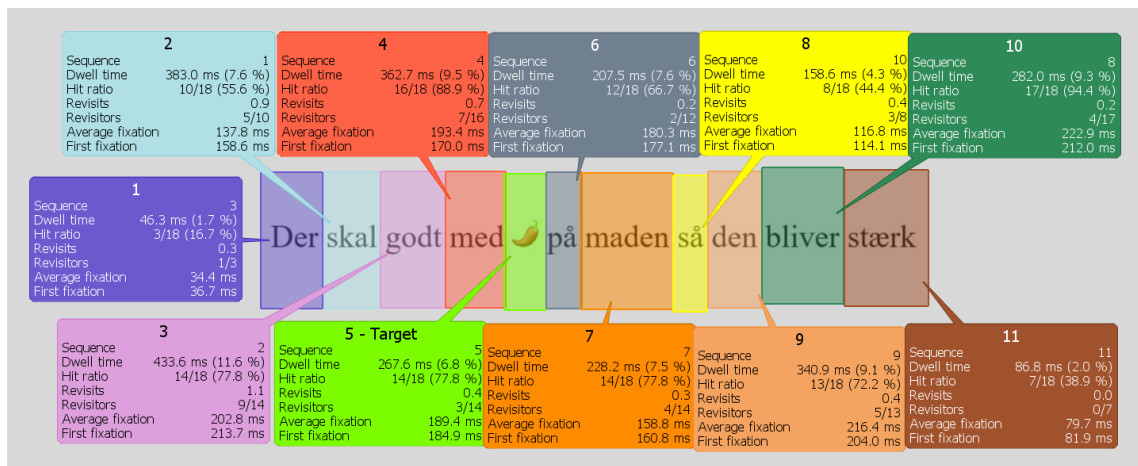 2
Sequence 1
Dwell time 383.0 ms (7.6 %)
Hit ratio 10/18 (55.6 %)
Revisits 0.9
Revisitors 5/10
Average fixation 137.8 ms
First fixation 158.6 ms
4
Sequence 4
Dwell time 362.7 ms (9.5 %)
Hit ratio 16/18 (88.9 %)
Revisits 0.7
Revisitors 7/16
Average fixation 193.4 ms
First fixation 170.0 ms
6
Sequence 6
Dwell time 207.5 ms (7.6 %)
Hit ratio 12/18 (66.7 %)
Revisits 0.2
Revisitors 2/12
Average fixation 180.3 ms
First fixation 177.1 ms
8
Sequence 10
Dwell time 158.6 ms (4.3 %)
Hit ratio 8/18 (44.4 %)
Revisits 0.4
Revisitors 3/8
Average fixation 116.8 ms
First fixation 114.1 ms
10
Sequence 8
Dwell time 282.0 ms (9.3 %)
Hit ratio 17/18 (94.4 %)
Revisits 0.2
Revisitors 4/17
Average fixation 222.9 ms
First fixation 212.0 ms
1
Sequence 3
Dwell time 46.3 ms (1.7 %)
Hit ratio 3/18 (16.7 %)
Revisits 0.3
Revisitors 1/3
Average fixation 34.4 ms
First fixation 36.7 ms
Der skal godt med 🌶️ på maden så den bliver stærk
3
Sequence 2
Dwell time 433.6 ms (11.6 %)
Hit ratio 14/18 (77.8 %)
Revisits 1.1
Revisitors 9/14
Average fixation 202.8 ms
First fixation 213.7 ms
5 - Target
Sequence 5
Dwell time 267.6 ms (6.8 %)
Hit ratio 14/18 (77.8 %)
Revisits 0.4
Revisitors 3/14
Average fixation 189.4 ms
First fixation 184.9 ms
7
Sequence 7
Dwell time 228.2 ms (7.5 %)
Hit ratio 14/18 (77.8 %)
Revisits 0.3
Revisitors 4/14
Average fixation 158.8 ms
First fixation 160.8 ms
9
Sequence 9
Dwell time 340.9 ms (9.1 %)
Hit ratio 13/18 (72.2 %)
Revisits 0.4
Revisitors 5/13
Average fixation 216.4 ms
First fixation 204.0 ms
11
Sequence 11
Dwell time 86.8 ms (2.0 %)
Hit ratio 7/18 (38.9 %)
Revisits 0.0
Revisitors 0/7
Average fixation 79.7 ms
First fixation 81.9 ms